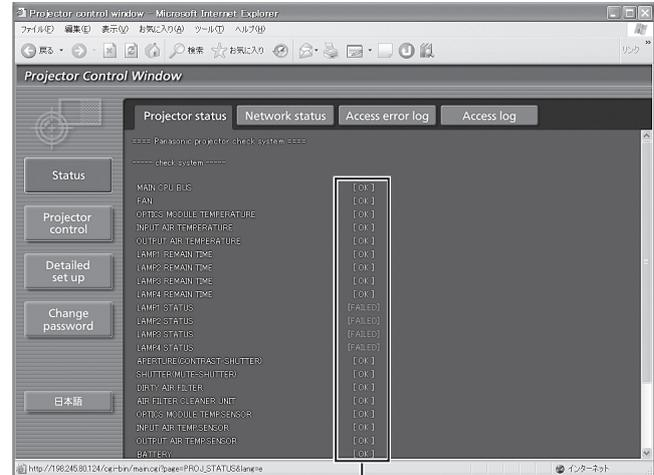 Projector control window - Microsoft Internet Explorer
ファイル(F) 編集(E) 表示(V) お気に入り(A) ツール(T) ヘルプ(H)
戻る 検索 お気に入り リンク »
Projector Control Window
Projector status Network status Access error log Access log
==== Panasonic projector check system ====
----- check system -----
Status
MAIN CPU BUS [ OK ]
FAN [ OK ]
OPTICS MODULE TEMPERATURE [ OK ]
INPUT AIR TEMPERATURE [ OK ]
OUTPUT AIR TEMPERATURE [ OK ]
LAMP1 REMAIN TIME [ OK ]
LAMP2 REMAIN TIME [ OK ]
LAMP3 REMAIN TIME [ OK ]
LAMP4 REMAIN TIME [ OK ]
LAMP1 STATUS [FAILED]
LAMP2 STATUS [FAILED]
LAMP3 STATUS [FAILED]
LAMP4 STATUS [FAILED]
APERTURE(CONTRAST-SHUTTER) [ OK ]
SHUTTER(MUTE-SHUTTER) [ OK ]
DIRTY AIR FILTER [ OK ]
AIR FILTER CLEANER UNIT [ OK ]
OPTICS MODULE TEMP.SENSOR [ OK ]
INPUT AIR TEMP.SENSOR [ OK ]
OUTPUT AIR TEMP.SENSOR [ OK ]
BATTERY [ OK ]
Projector
control
Detailed
set up
Change
password
日本語
http://198.245.80.124/cgi-bin/main.cgi?page=PROJ_STATUS&lang=e インターネット